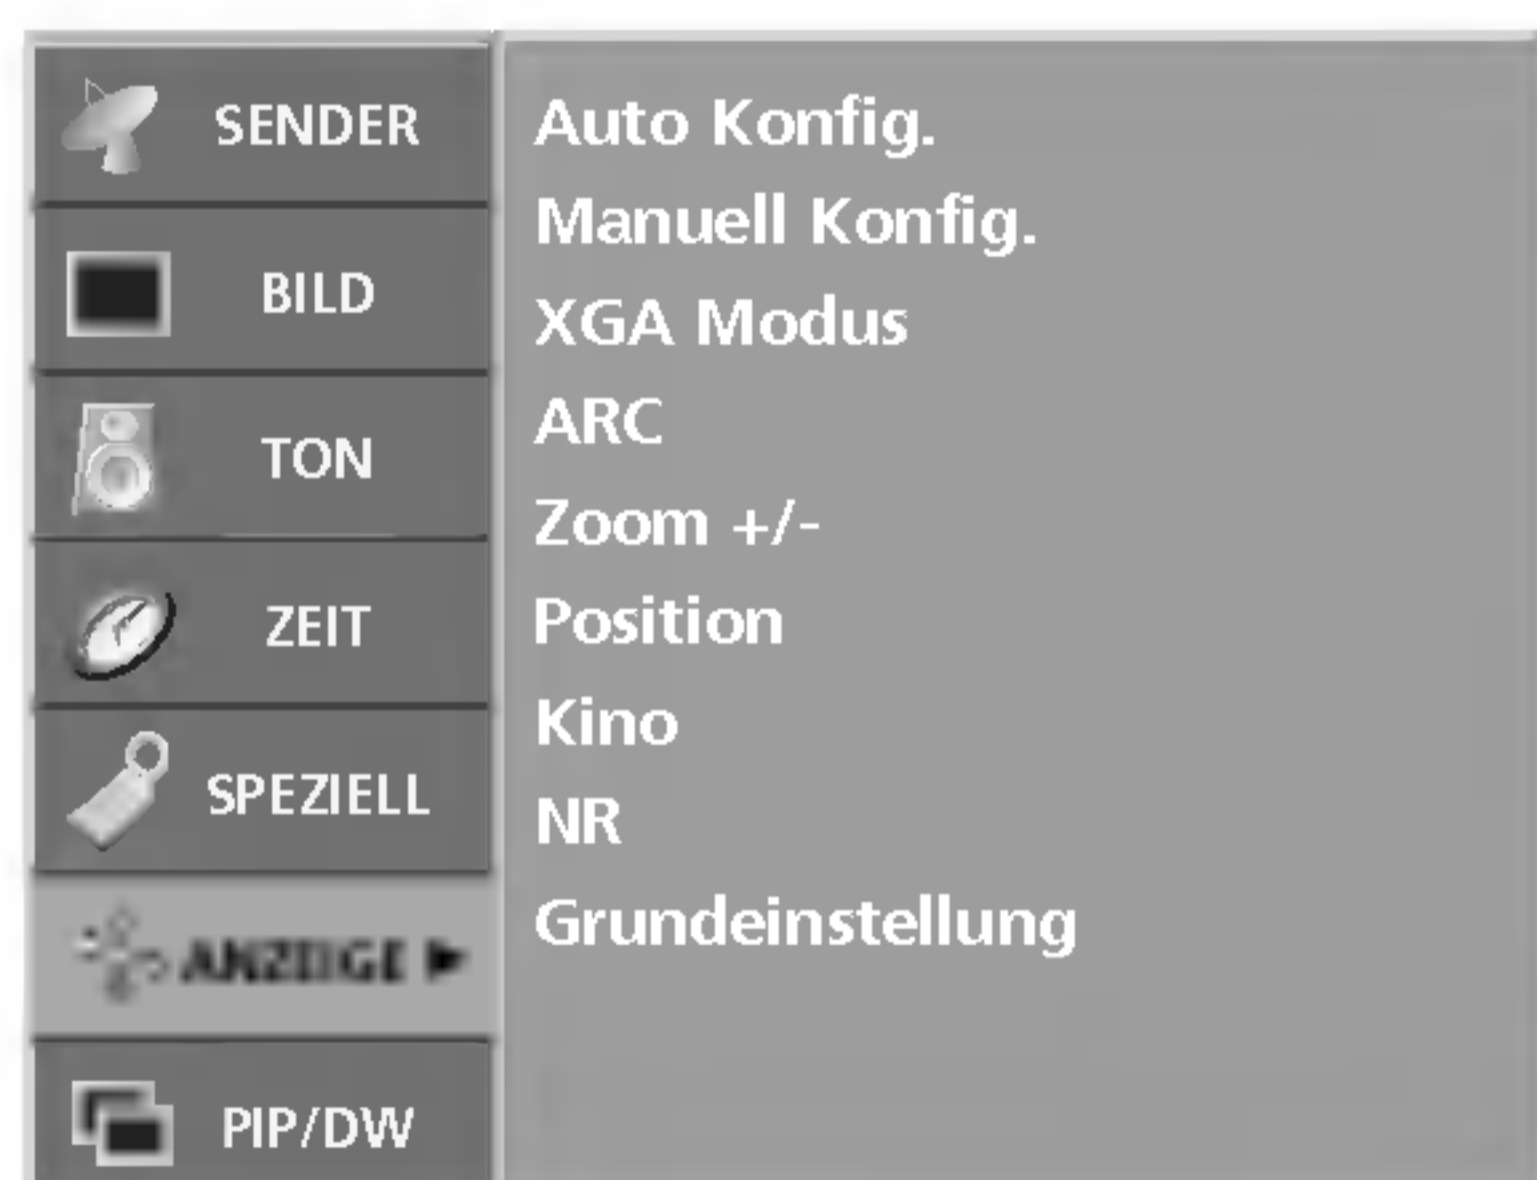 SENDER
BILD
TON
ZEIT
SPEZIELL
ANZEIGE ►
PIP/DW
Auto Konfig.
Manuell Konfig.
XGA Modus
ARC
Zoom +/-
Position
Kino
NR
Grundeinstellung